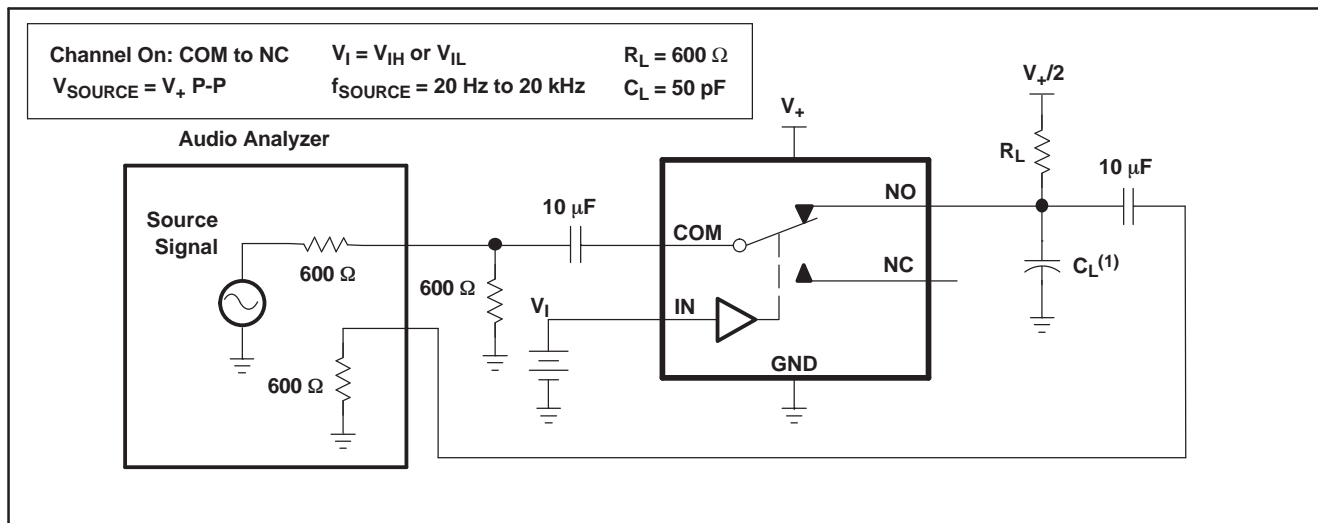 Channel On: COM to NC
V_I = V_IH or V_IL
R_L = 600 Ω
V_SOURCE = V_+ P-P
f_SOURCE = 20 Hz to 20 kHz
C_L = 50 pF
V_+/2
V_+
Audio Analyzer
R_L
10 μF
NO
Source
Signal
10 μF
COM
600 Ω
NC
C_L(1)
600 Ω
V_I
IN
600 Ω
GND